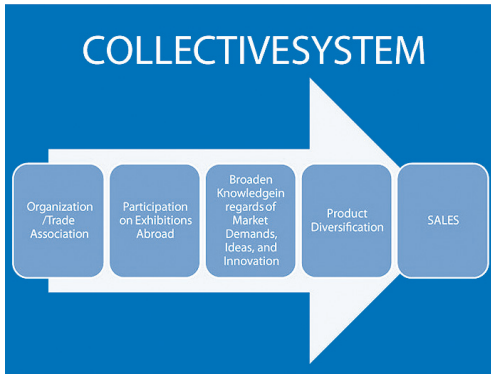 COLLECTIVESYSTEM
Organization
/Trade
Association
Participation
on Exhibitions
Abroad
Broaden
Knowledgein
regards of
Market
Demands,
Ideas, and
Innovation
Product
Diversification
SALES